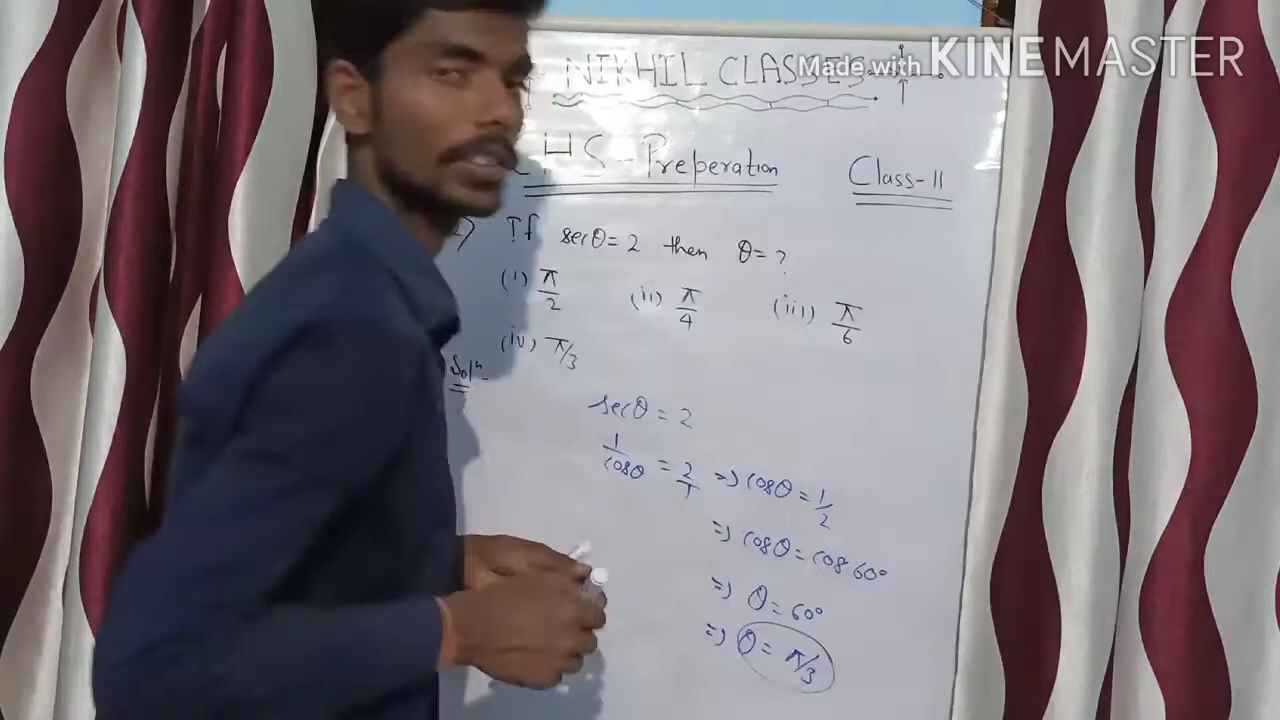 NIKHIL CLASSES
Made with KINEMASTER
HS - Preperation Class-11
If secθ = 2 then θ = ?
(i) π/2 (ii) π/4 (iii) π/6
(iv) π/3
Solⁿ-
secθ = 2
1/cosθ = 2/1 => cosθ = 1/2
=> cosθ = cos 60°
=> θ = 60°
=> θ = π/3